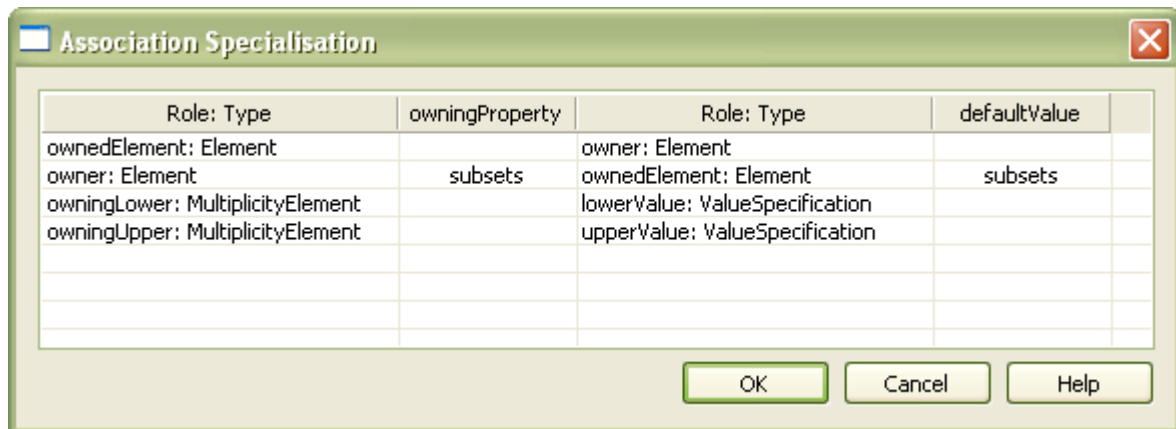 Association Specialisation
Role: Type owningProperty Role: Type defaultValue
ownedElement: Element owner: Element
owner: Element subsets ownedElement: Element subsets
owningLower: MultiplicityElement lowerValue: ValueSpecification
owningUpper: MultiplicityElement upperValue: ValueSpecification
OK Cancel Help